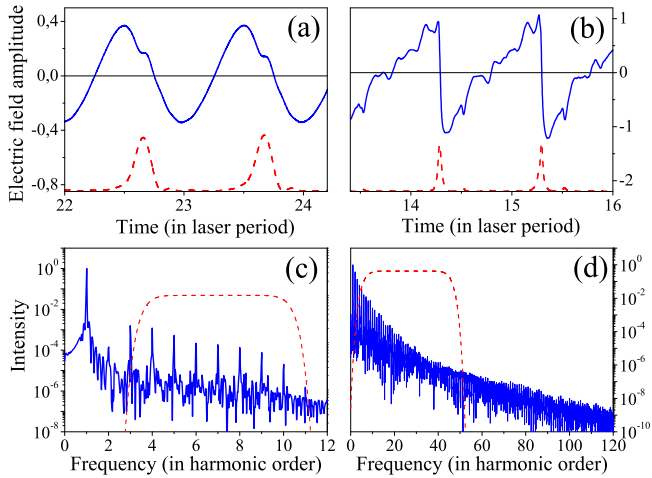 Electric field amplitude
0,4
0,0
-0,4
-0,8
(a)
22
23
24
Time (in laser period)
(b)
1
0
-1
-2
14
15
16
Time (in laser period)
Intensity
10^0
10^-2
10^-4
10^-6
10^-8
(c)
0 2 4 6 8 10 12
Frequency (in harmonic order)
(d)
10^0
10^-2
10^-4
10^-6
10^-8
10^-10
0 20 40 60 80 100 120
Frequency (in harmonic order)